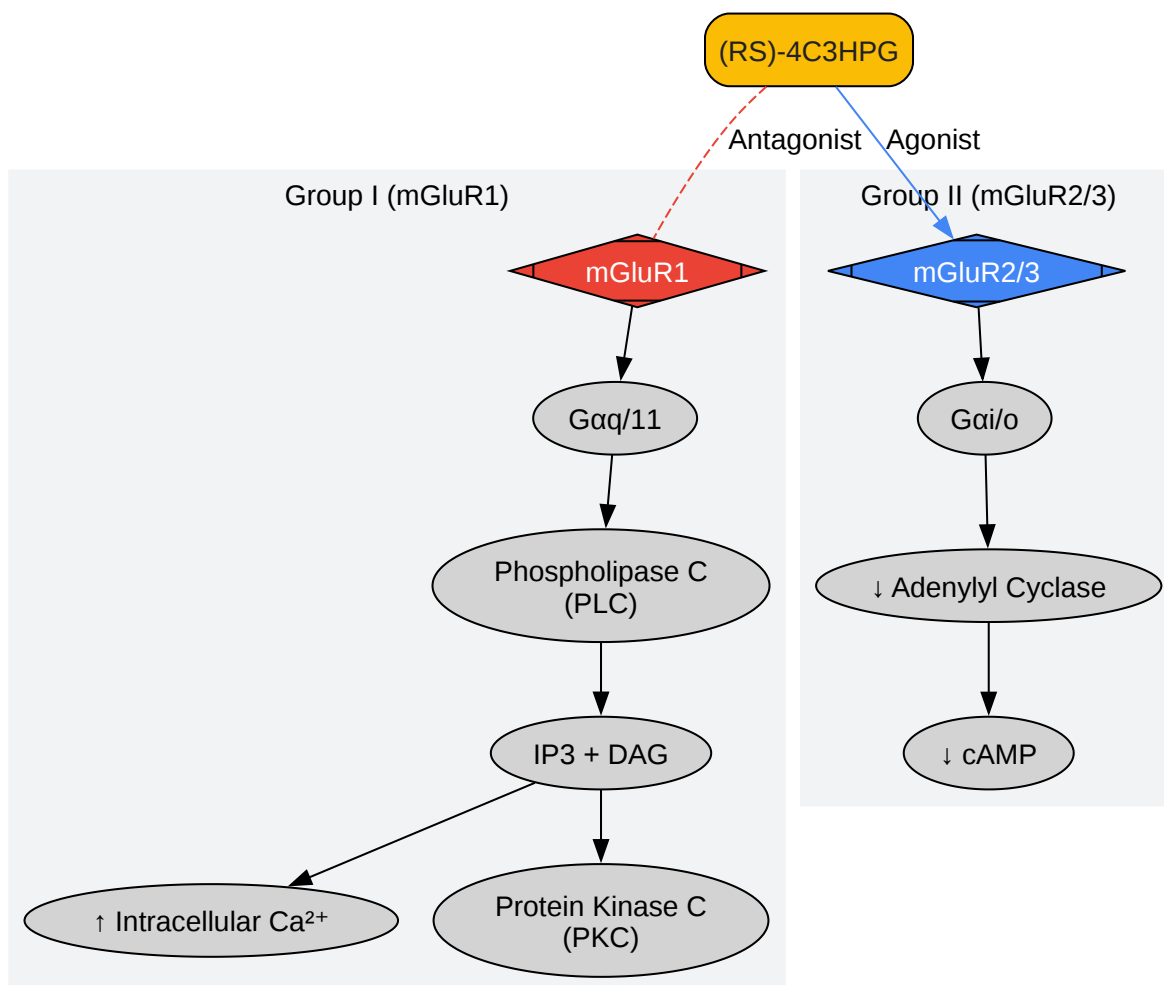 (RS)-4C3HPG
Antagonist
Agonist
Group I (mGluR1)
Group II (mGluR2/3)
mGluR1
mGluR2/3
Gαq/11
Gαi/o
Phospholipase C
(PLC)
↓ Adenylyl Cyclase
IP3 + DAG
↓ cAMP
↑ Intracellular Ca²⁺
Protein Kinase C
(PKC)